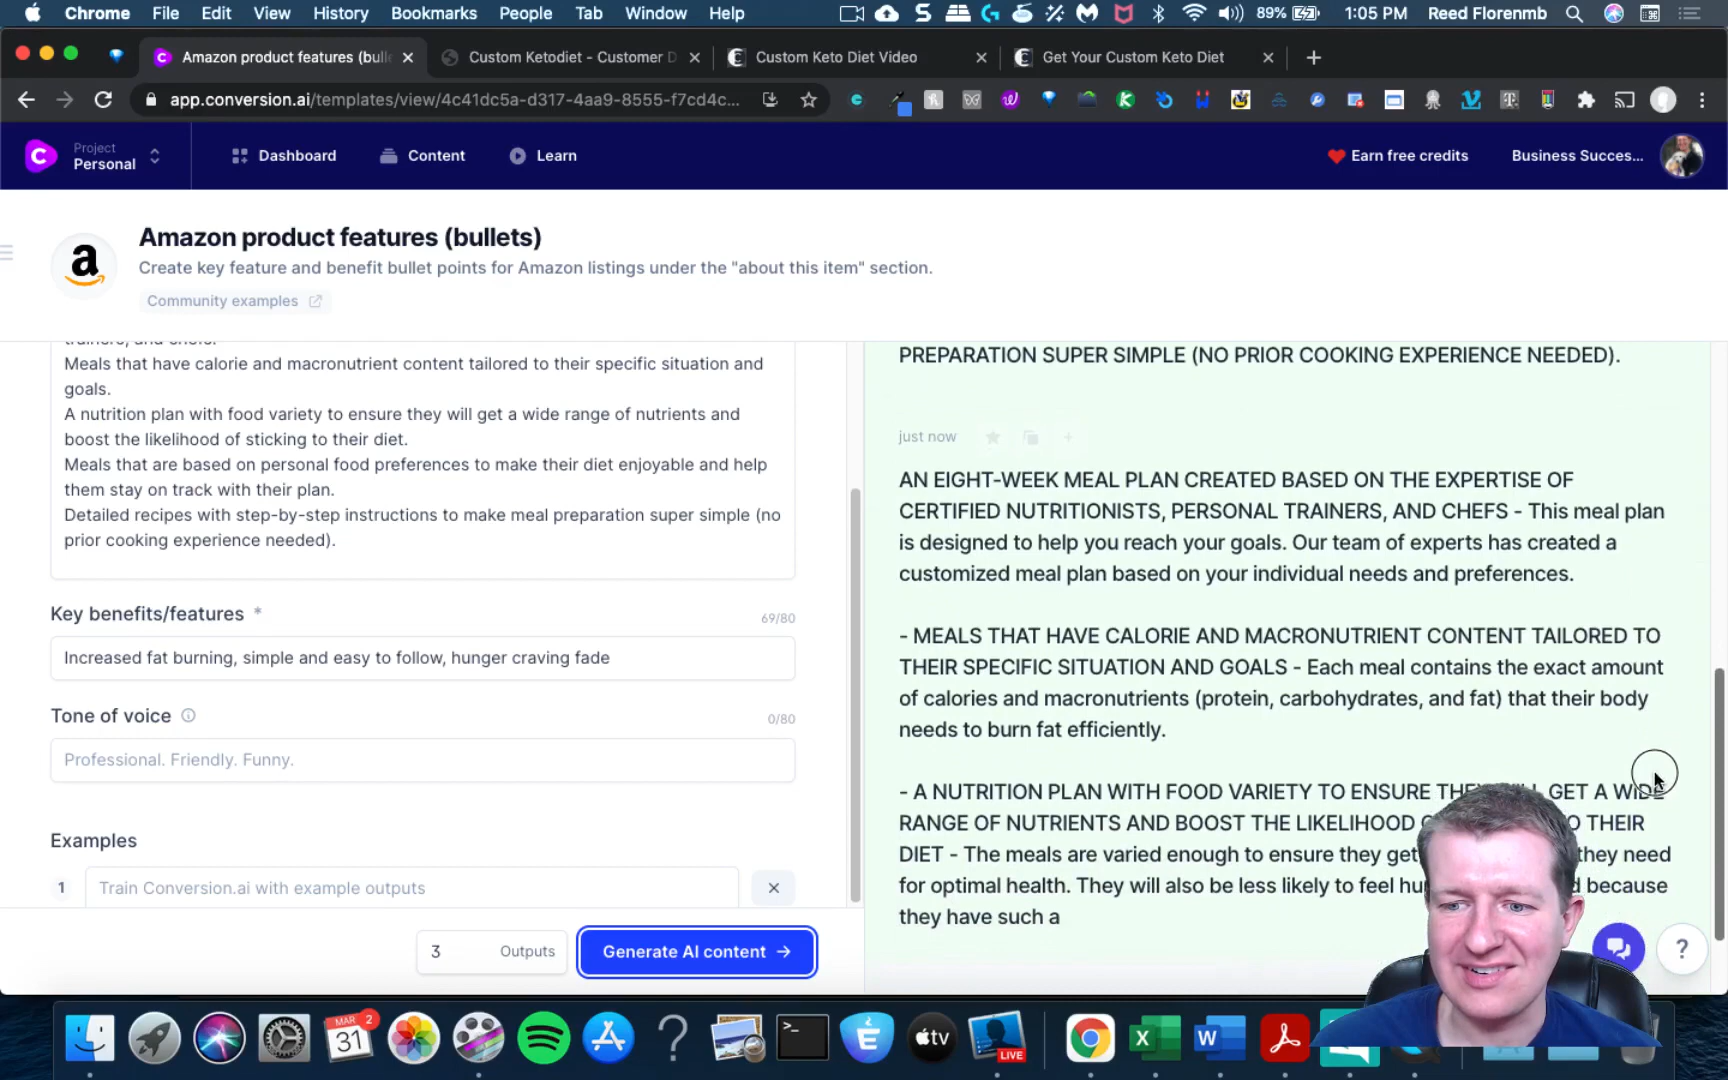 Chrome File Edit View History Bookmarks People Tab Window Help 89% 1:05 PM Reed Florenmb
Amazon product features (bulle
Custom Ketodiet - Customer D
Custom Keto Diet Video
Get Your Custom Keto Diet
app.conversion.ai/templates/view/4c41dc5a-d317-4aa9-8555-f7cd4c...
Project
Personal
Dashboard
Content
Learn
Earn free credits
Business Succes...
Amazon product features (bullets)
Create key feature and benefit bullet points for Amazon listings under the "about this item" section.
Community examples
trainers, and chefs.
Meals that have calorie and macronutrient content tailored to their specific situation and
goals.
A nutrition plan with food variety to ensure they will get a wide range of nutrients and
boost the likelihood of sticking to their diet.
Meals that are based on personal food preferences to make their diet enjoyable and help
them stay on track with their plan.
Detailed recipes with step-by-step instructions to make meal preparation super simple (no
prior cooking experience needed).
Key benefits/features *
69/80
Increased fat burning, simple and easy to follow, hunger craving fade
Tone of voice
0/80
Professional. Friendly. Funny.
Examples
1 Train Conversion.ai with example outputs
3 Outputs
Generate AI content →
PREPARATION SUPER SIMPLE (NO PRIOR COOKING EXPERIENCE NEEDED).
just now
AN EIGHT-WEEK MEAL PLAN CREATED BASED ON THE EXPERTISE OF
CERTIFIED NUTRITIONISTS, PERSONAL TRAINERS, AND CHEFS - This meal plan
is designed to help you reach your goals. Our team of experts has created a
customized meal plan based on your individual needs and preferences.
- MEALS THAT HAVE CALORIE AND MACRONUTRIENT CONTENT TAILORED TO
THEIR SPECIFIC SITUATION AND GOALS - Each meal contains the exact amount
of calories and macronutrients (protein, carbohydrates, and fat) that their body
needs to burn fat efficiently.
- A NUTRITION PLAN WITH FOOD VARIETY TO ENSURE THEY WILL GET A WIDE
RANGE OF NUTRIENTS AND BOOST THE LIKELIHOOD TO THEIR
DIET - The meals are varied enough to ensure they get they need
for optimal health. They will also be less likely to feel because
they have such a
?
MAR 2
31
>_
tv
LIVE
X
W